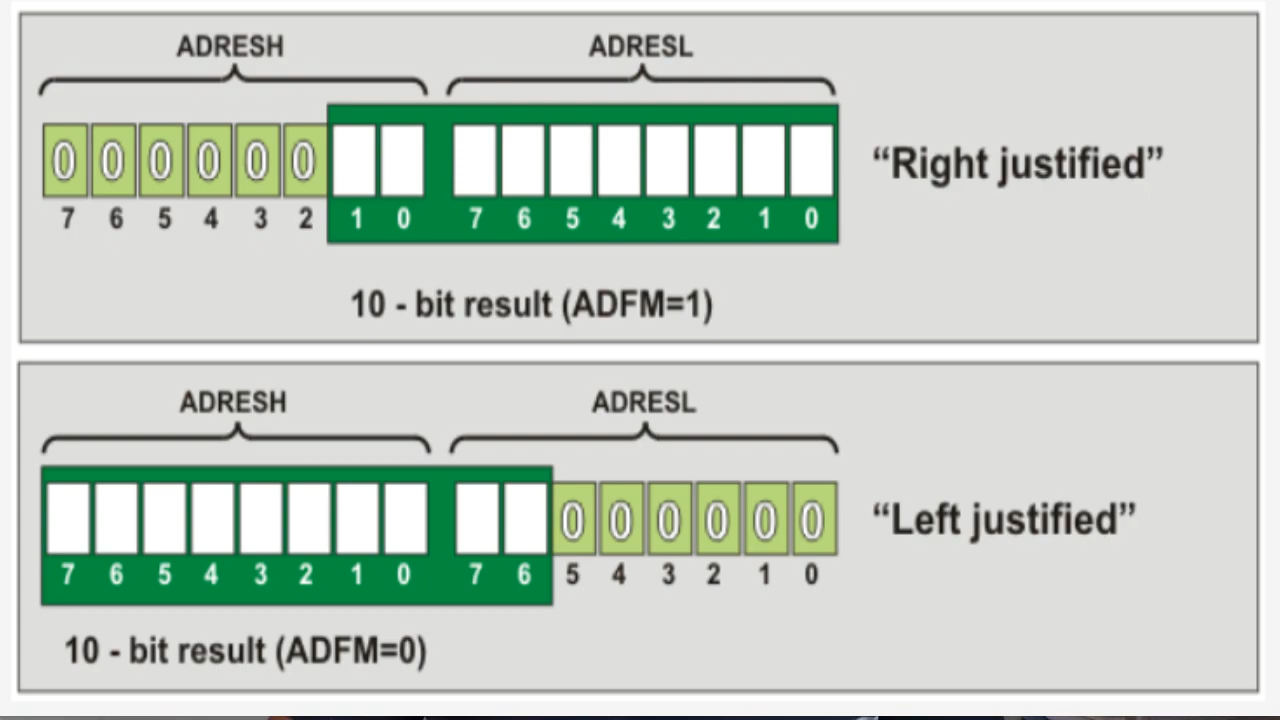 ADRESH ADRESL
0 0 0 0 0 0
7 6 5 4 3 2 1 0 7 6 5 4 3 2 1 0
“Right justified”
10 - bit result (ADFM=1)
ADRESH ADRESL
0 0 0 0 0 0
7 6 5 4 3 2 1 0 7 6 5 4 3 2 1 0
“Left justified”
10 - bit result (ADFM=0)